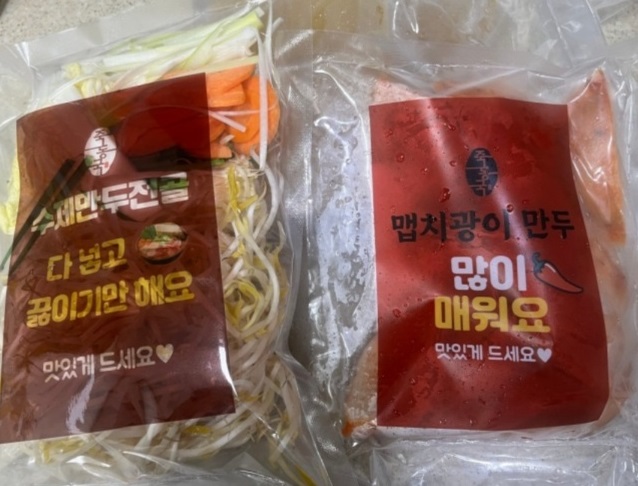 수제만두전골
다 넣고
끓이기만 해요
맛있게 드세요♥
맵치광이 만두
많이
매워요
맛있게 드세요♥